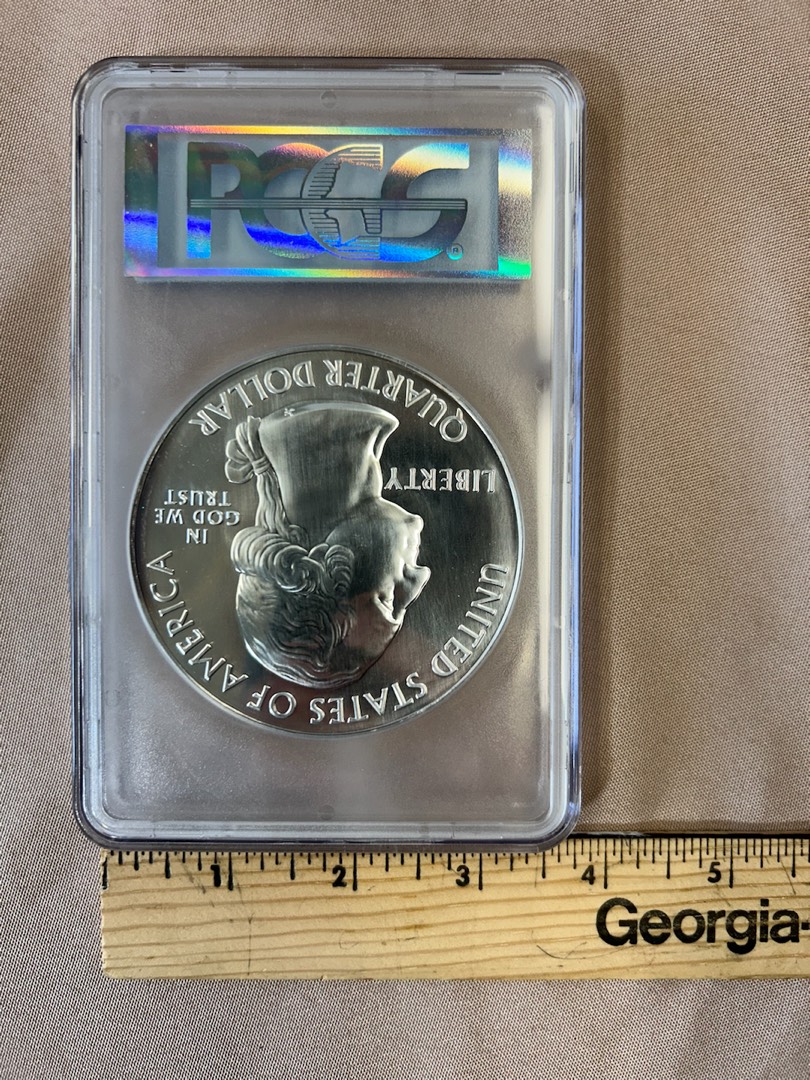 PCGS
P
®
QUARTER DOLLAR
LIBERTY
IN
GOD WE
TRUST
UNITED STATES OF AMERICA
1 2 3 4 5
Georgia-